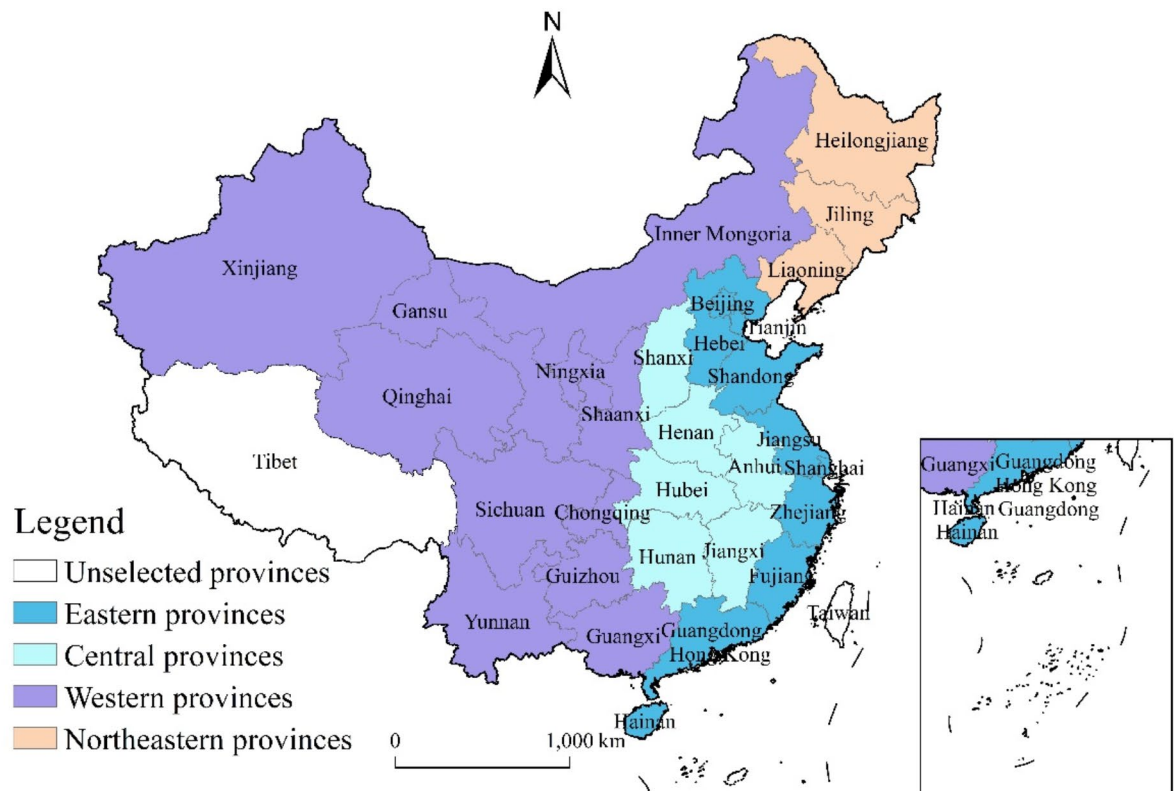 N
Heilongjiang
Jiling
Inner Mongoria
Liaoning
Xinjiang
Beijing
Gansu
Tianjin
Hebei
Shanxi
Ningxia
Shandong
Qinghai
Shaanxi
Henan
Jiangsu
Tibet
Anhui
Shanghai
Hubei
Sichuan
Chongqing
Zhejiang
Hunan
Jiangxi
Guizhou
Fujian
Yunnan
Taiwan
Guangxi
Guangdong
Hong Kong
Hainan
Legend
Unselected provinces
Eastern provinces
Central provinces
Western provinces
Northeastern provinces
0 1,000 km
Guangxi
Guangdong
Hong Kong
Hainan
Guangdong
Hainan